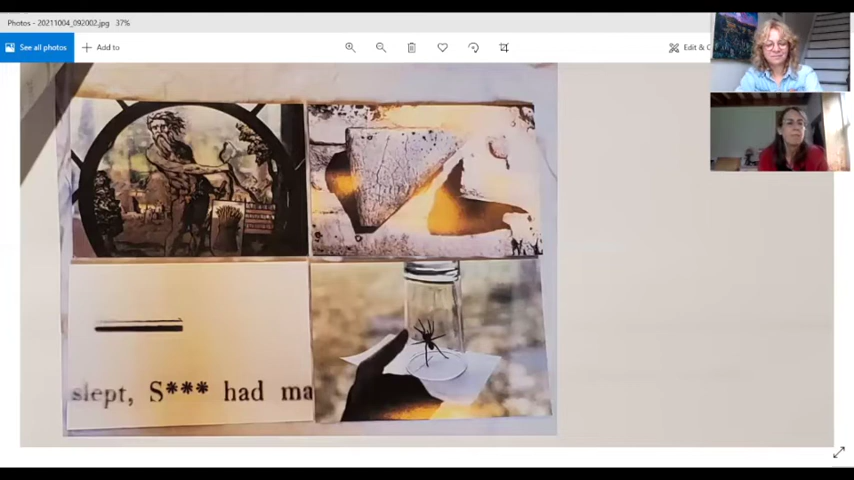 Photos - 20211004_092002.jpg 37%
See all photos
Add to
Edit & C
slept, S*** had ma